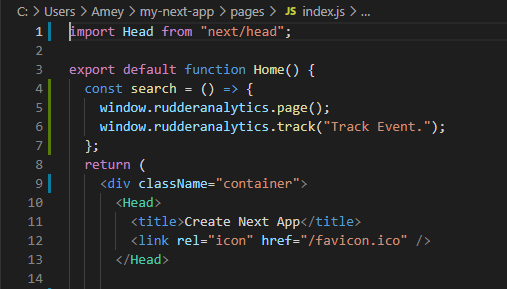 C: > Users > Amey > my-next-app > pages > JS index.js > ...
1 import Head from "next/head";
2
3 export default function Home() {
4   const search = () => {
5     window.rudderanalytics.page();
6     window.rudderanalytics.track("Track Event.");
7   };
8   return (
9     <div className="container">
10       <Head>
11         <title>Create Next App</title>
12         <link rel="icon" href="/favicon.ico" />
13       </Head>
14